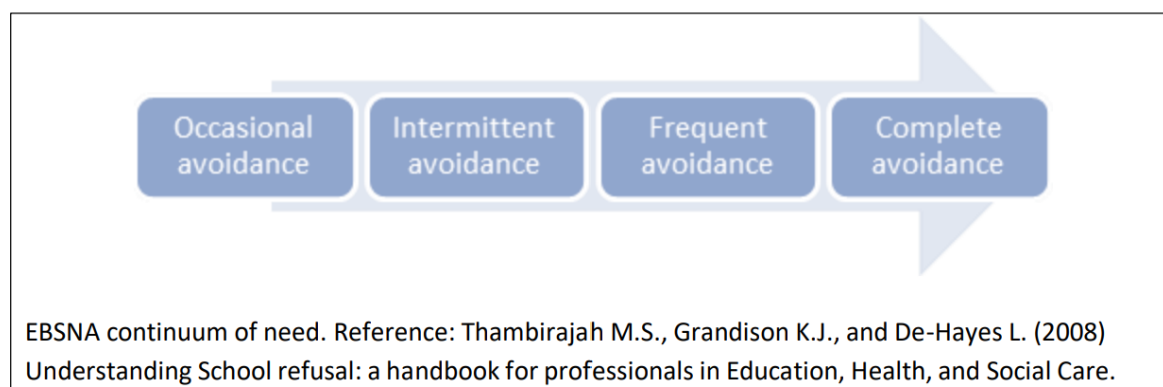 Occasional avoidance
Intermittent avoidance
Frequent avoidance
Complete avoidance
EBSNA continuum of need. Reference: Thambirajah M.S., Grandison K.J., and De-Hayes L. (2008)
Understanding School refusal: a handbook for professionals in Education, Health, and Social Care.